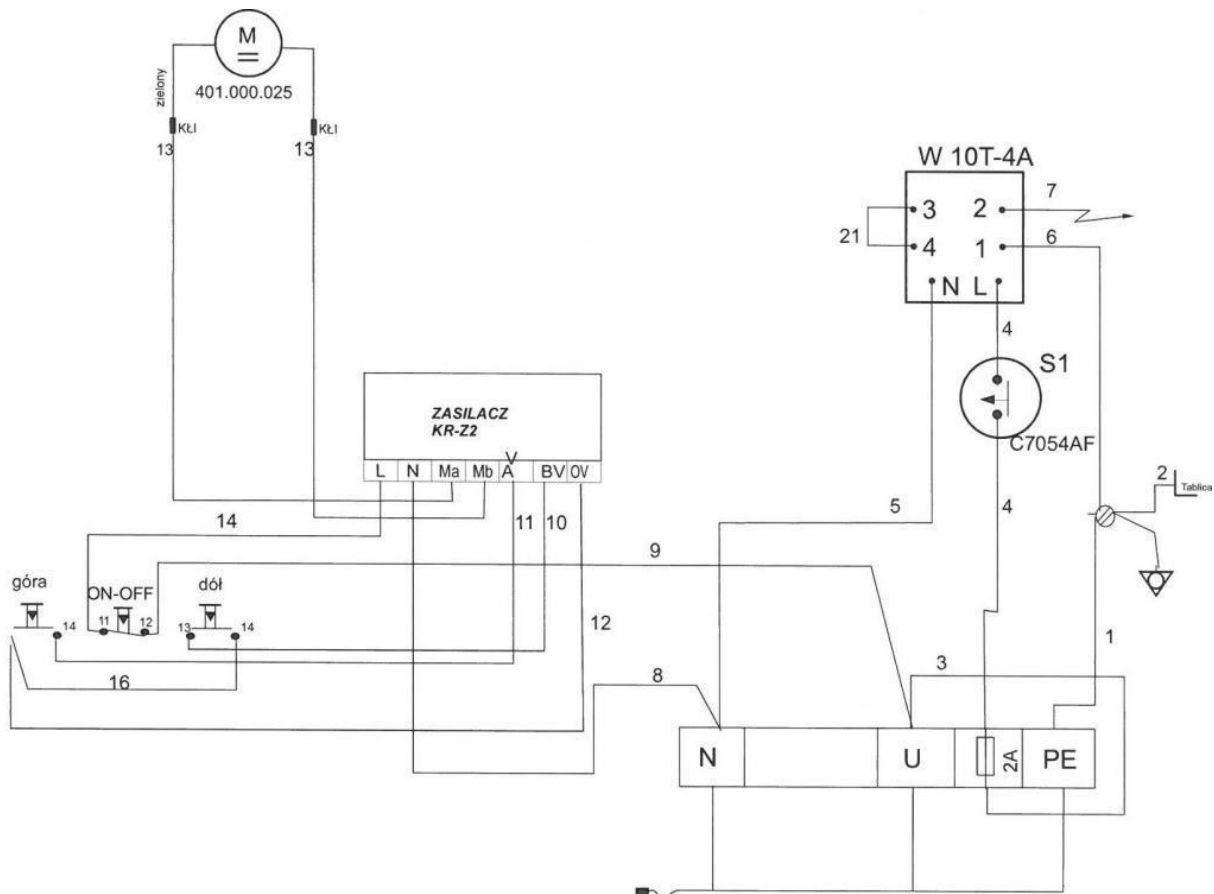 M
401.000.025
zielony
KŁI
KŁI
13
13
W 10T-4A
3 2
4 1
N L
7
6
21
4
S1
C7054AF
ZASILACZ
KR-Z2
V
L N Ma Mb A BV 0V
5
4
2
Tablica
14
11
10
9
góra
ON-OFF
dół
14
11
12
13
14
12
16
8
3
1
N U 2A PE